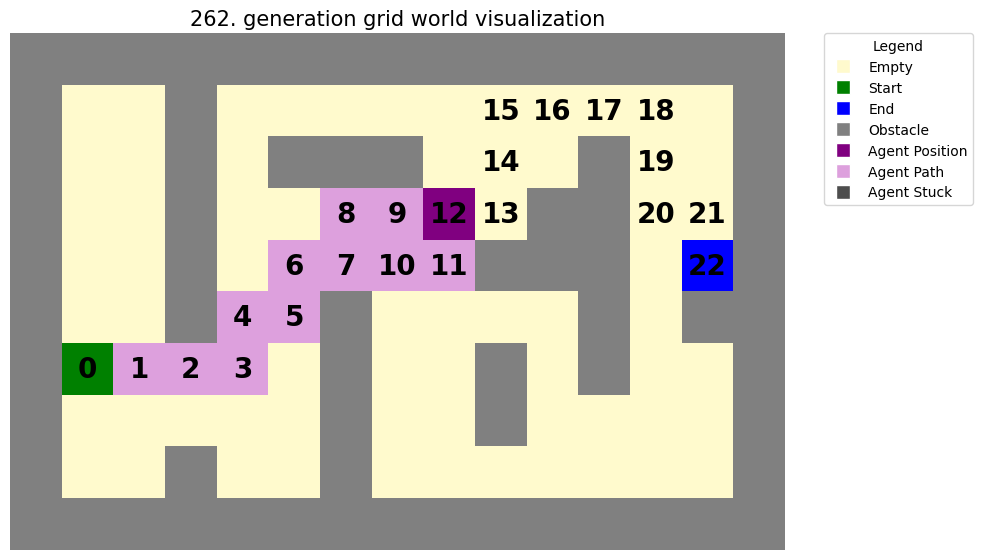 262. generation grid world visualization
15 16 17 18
14 19
8 9 12 13 20 21
6 7 10 11 22
4 5
0 1 2 3
Legend
Empty
Start
End
Obstacle
Agent Position
Agent Path
Agent Stuck